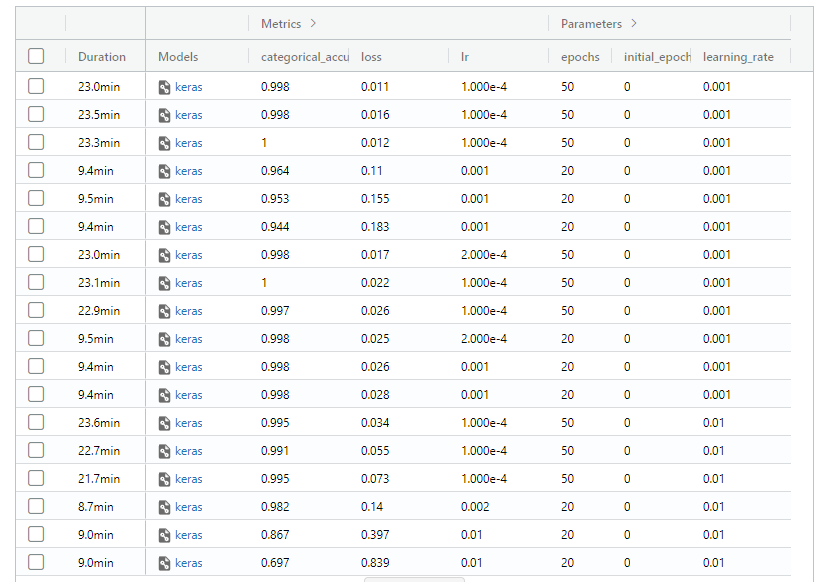 Metrics > Parameters >
Duration Models categorical_accu loss lr epochs initial_epoch learning_rate
23.0min keras 0.998 0.011 1.000e-4 50 0 0.001
23.5min keras 0.998 0.016 1.000e-4 50 0 0.001
23.3min keras 1 0.012 1.000e-4 50 0 0.001
9.4min keras 0.964 0.11 0.001 20 0 0.001
9.5min keras 0.953 0.155 0.001 20 0 0.001
9.4min keras 0.944 0.183 0.001 20 0 0.001
23.0min keras 0.998 0.017 2.000e-4 50 0 0.001
23.1min keras 1 0.022 1.000e-4 50 0 0.001
22.9min keras 0.997 0.026 1.000e-4 50 0 0.001
9.5min keras 0.998 0.025 2.000e-4 20 0 0.001
9.4min keras 0.998 0.026 0.001 20 0 0.001
9.4min keras 0.998 0.028 0.001 20 0 0.001
23.6min keras 0.995 0.034 1.000e-4 50 0 0.01
22.7min keras 0.991 0.055 1.000e-4 50 0 0.01
21.7min keras 0.995 0.073 1.000e-4 50 0 0.01
8.7min keras 0.982 0.14 0.002 20 0 0.01
9.0min keras 0.867 0.397 0.01 20 0 0.01
9.0min keras 0.697 0.839 0.01 20 0 0.01